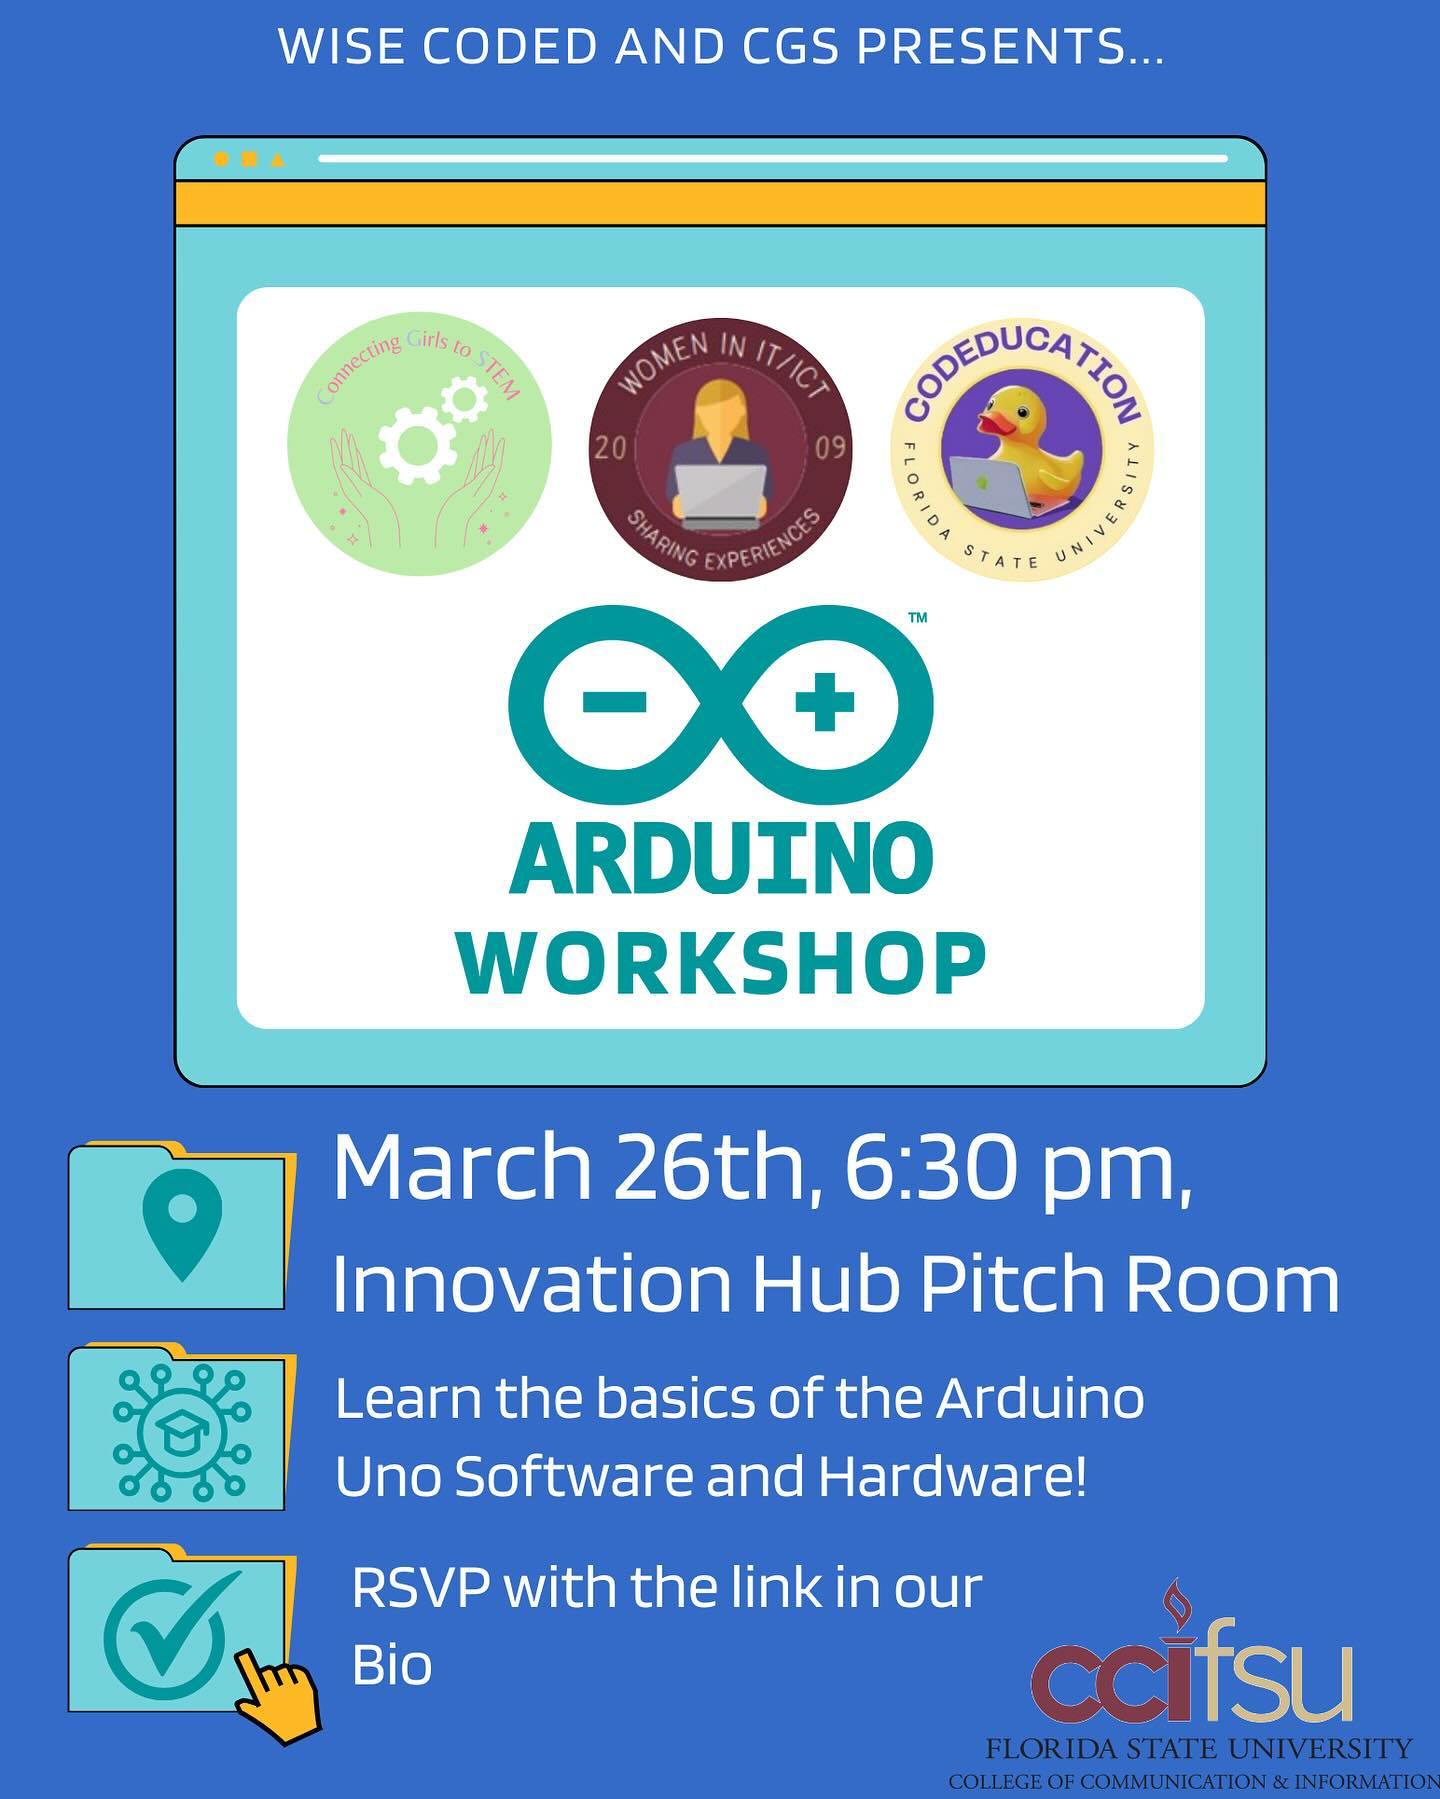 WISE CODED AND CGS PRESENTS...
Connecting Girls to STEM
WOMEN IN IT/ICT
20 09
SHARING EXPERIENCES
CODEDUCATION
FLORIDA STATE UNIVERSITY
TM
ARDUINO
WORKSHOP
March 26th, 6:30 pm,
Innovation Hub Pitch Room
Learn the basics of the Arduino
Uno Software and Hardware!
RSVP with the link in our
Bio
ccifsu
FLORIDA STATE UNIVERSITY
COLLEGE OF COMMUNICATION & INFORMATION